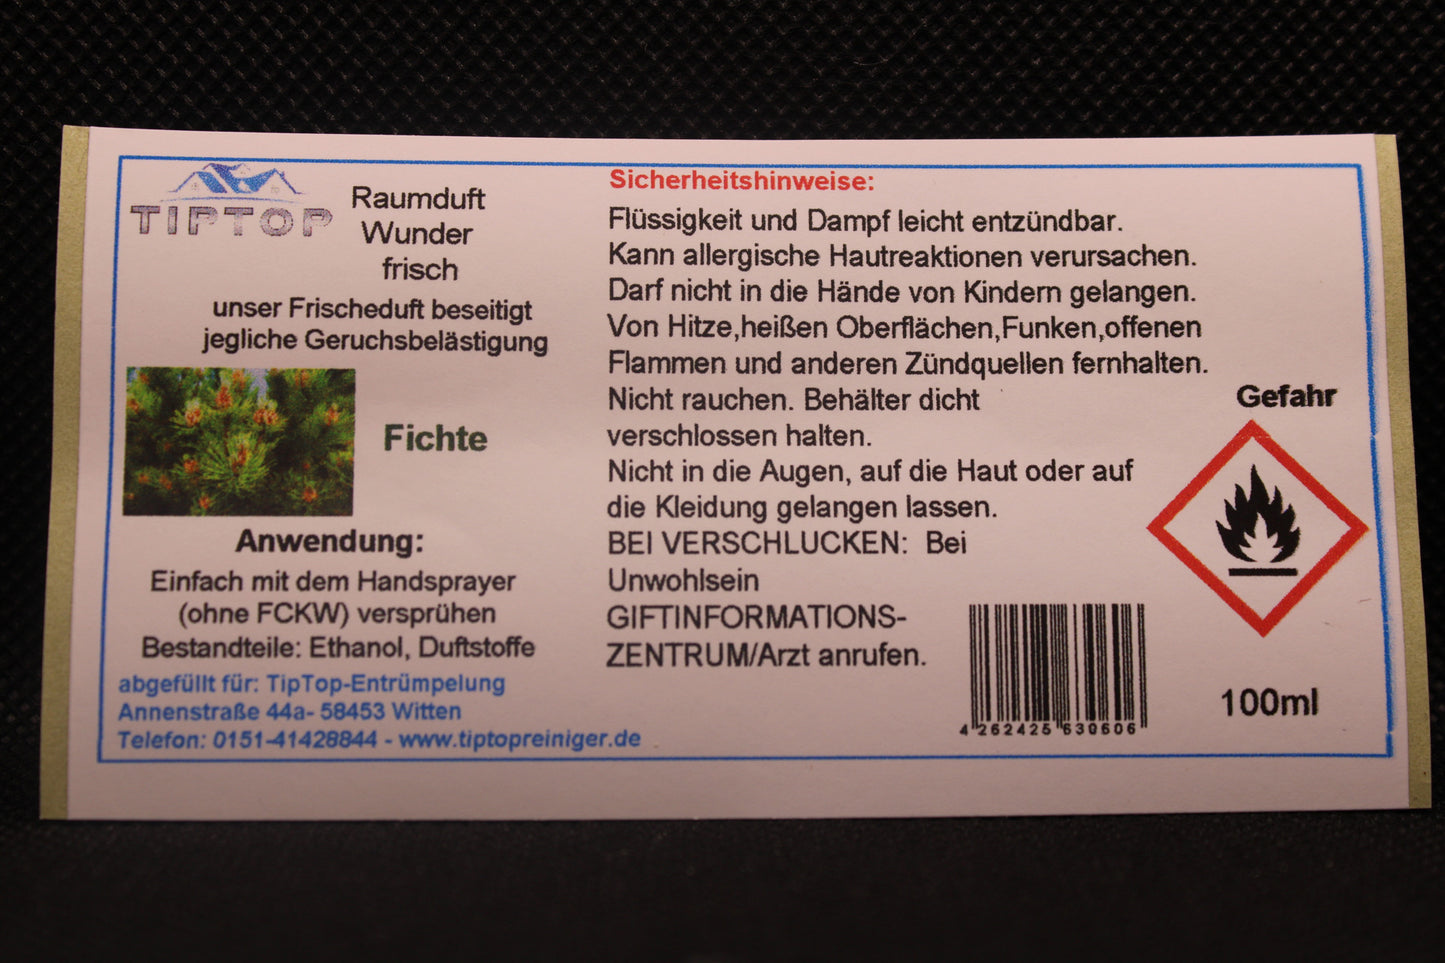 TIPTOP
Raumduft
Wunder
frisch
unser Frischeduft beseitigt
jegliche Geruchsbelästigung
Fichte
Anwendung:
Einfach mit dem Handsprayer
(ohne FCKW) versprühen
Bestandteile: Ethanol, Duftstoffe
abgefüllt für: TipTop-Entrümpelung
Annenstraße 44a- 58453 Witten
Telefon: 0151-41428844 - www.tiptopreiniger.de
Sicherheitshinweise:
Flüssigkeit und Dampf leicht entzündbar.
Kann allergische Hautreaktionen verursachen.
Darf nicht in die Hände von Kindern gelangen.
Von Hitze,heißen Oberflächen,Funken,offenen
Flammen und anderen Zündquellen fernhalten.
Nicht rauchen. Behälter dicht
verschlossen halten.
Nicht in die Augen, auf die Haut oder auf
die Kleidung gelangen lassen.
BEI VERSCHLUCKEN: Bei
Unwohlsein
GIFTINFORMATIONS-
ZENTRUM/Arzt anrufen.
4 262425 630606
Gefahr
100ml